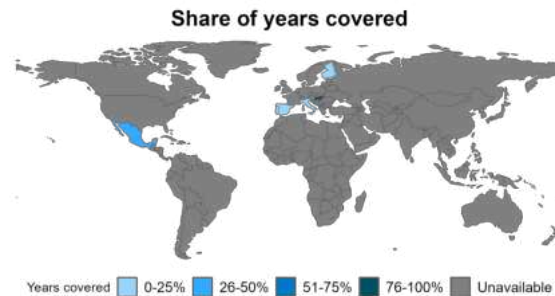 Share of years covered
Years covered 0-25% 26-50% 51-75% 76-100% Unavailable